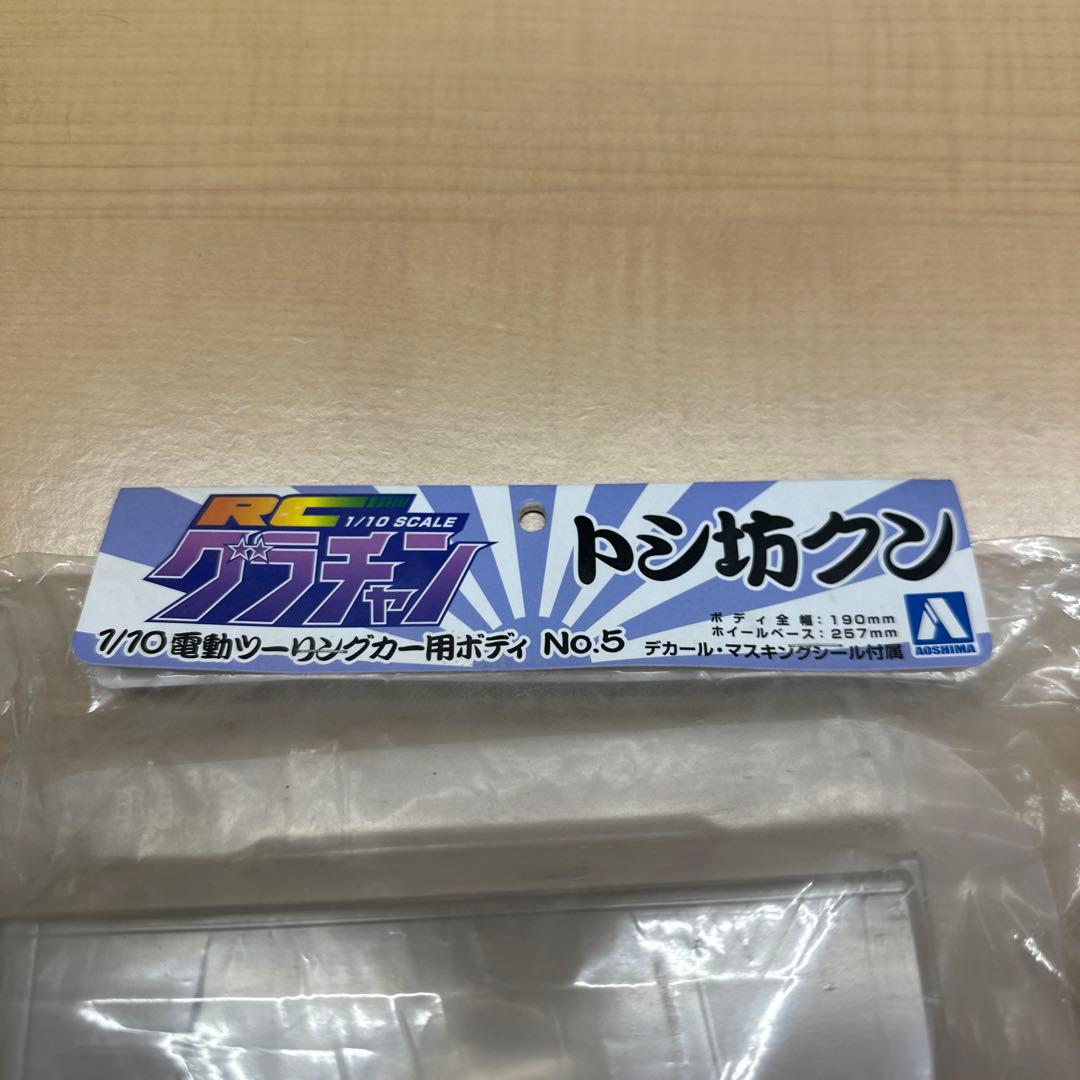 RC
1/10 SCALE
グラチャン
トシ坊クン
ボディ全幅:190mm
ホイールベース:257mm
1/10電動ツーリングカー用ボディ No.5
デカール・マスキングシール付属
AOSHIMA